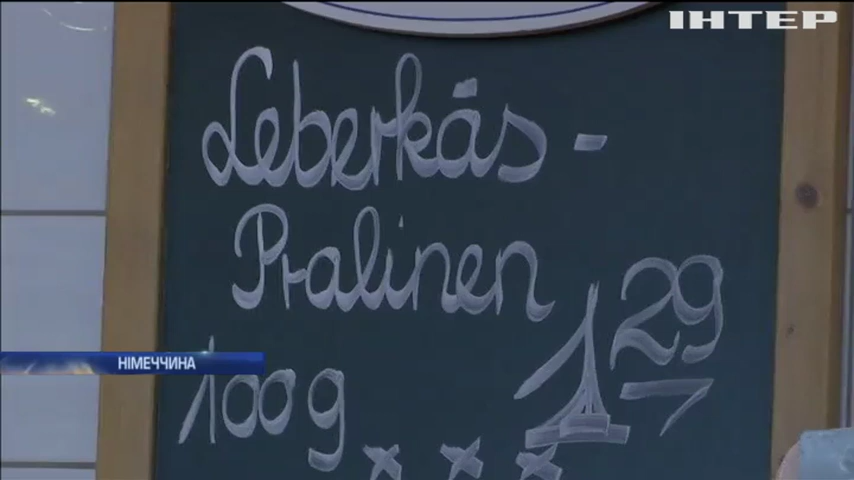 ІНТЕР
Leberkäs -
Pralinen
1 29
НІМЕЧЧИНА
100g
x x x